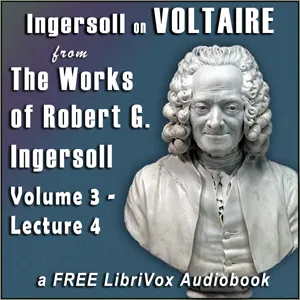 Ingersoll on VOLTAIRE
from
The Works
of Robert G.
Ingersoll
Volume 3 -
Lecture 4
a FREE LibriVox Audiobook